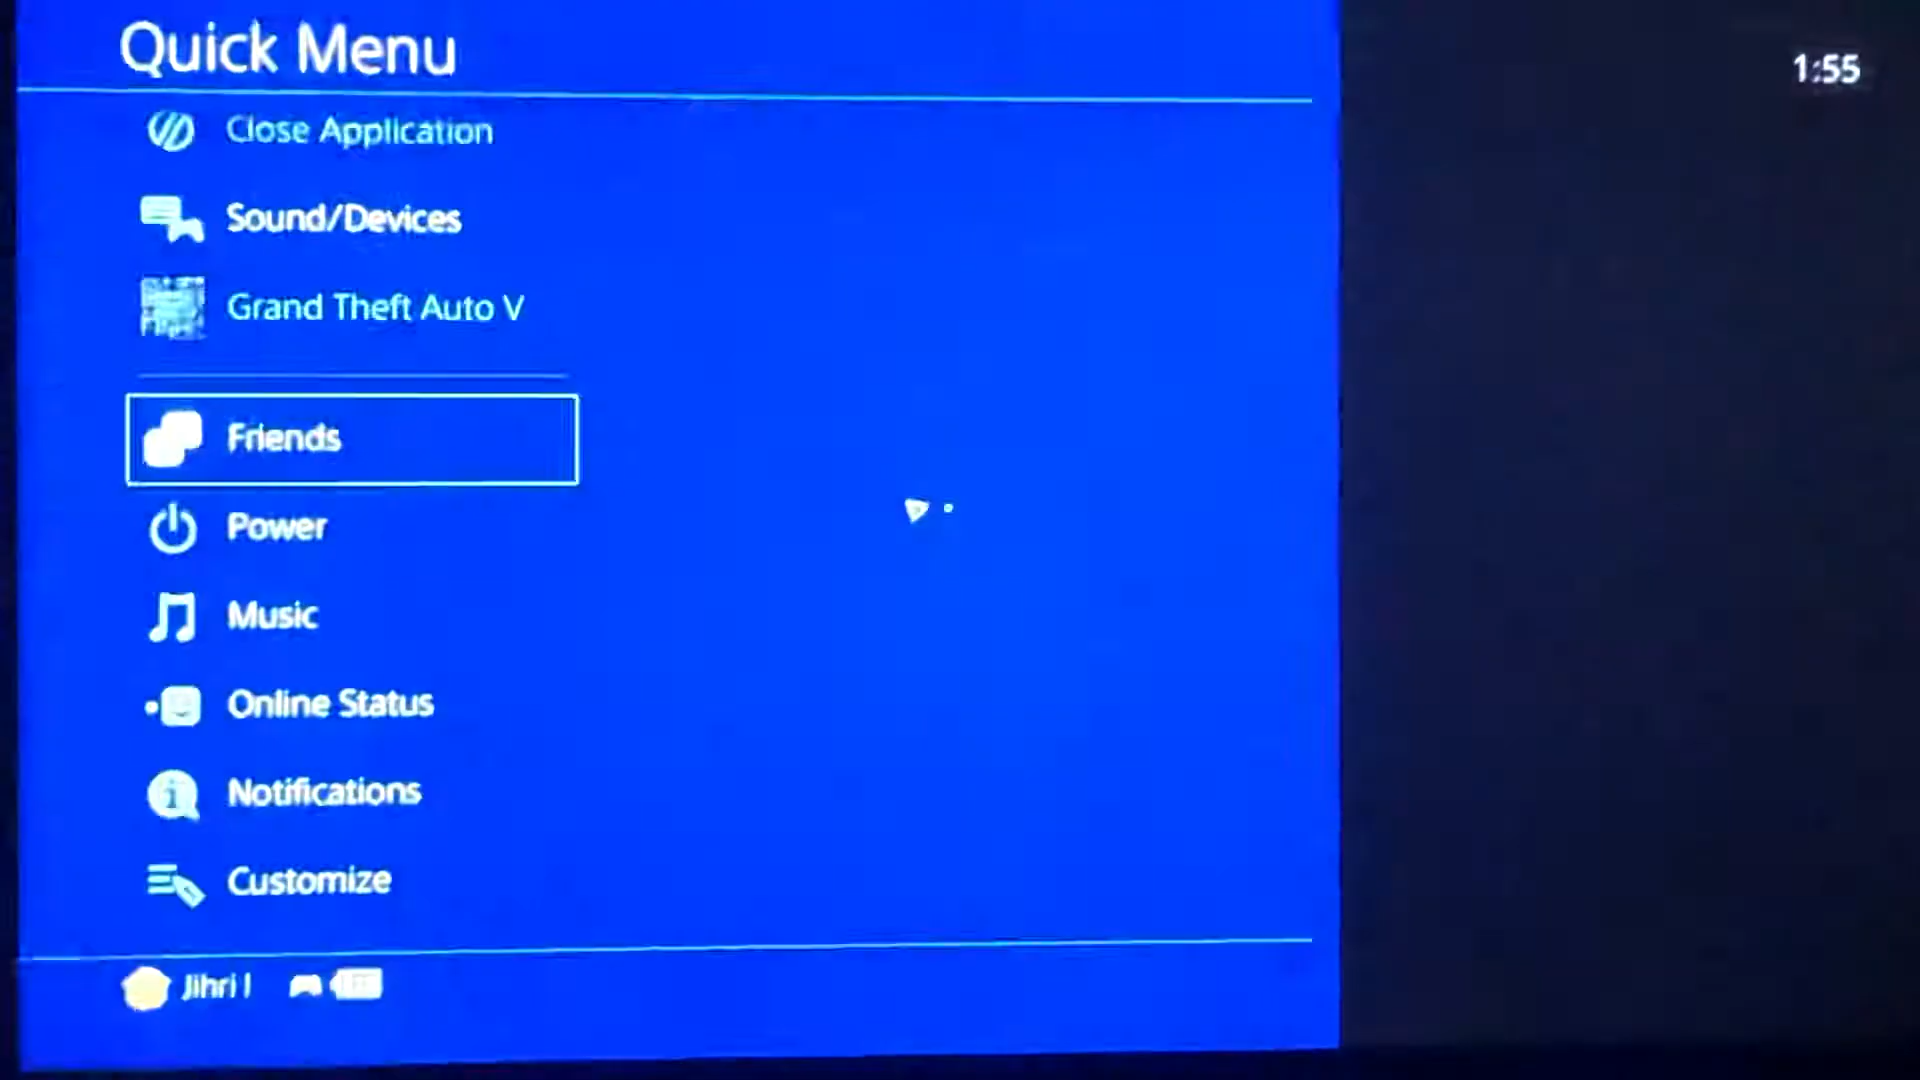 Quick Menu
1:55
Close Application
Sound/Devices
Grand Theft Auto V
Friends
Power
Music
Online Status
Notifications
Customize
Jihri I